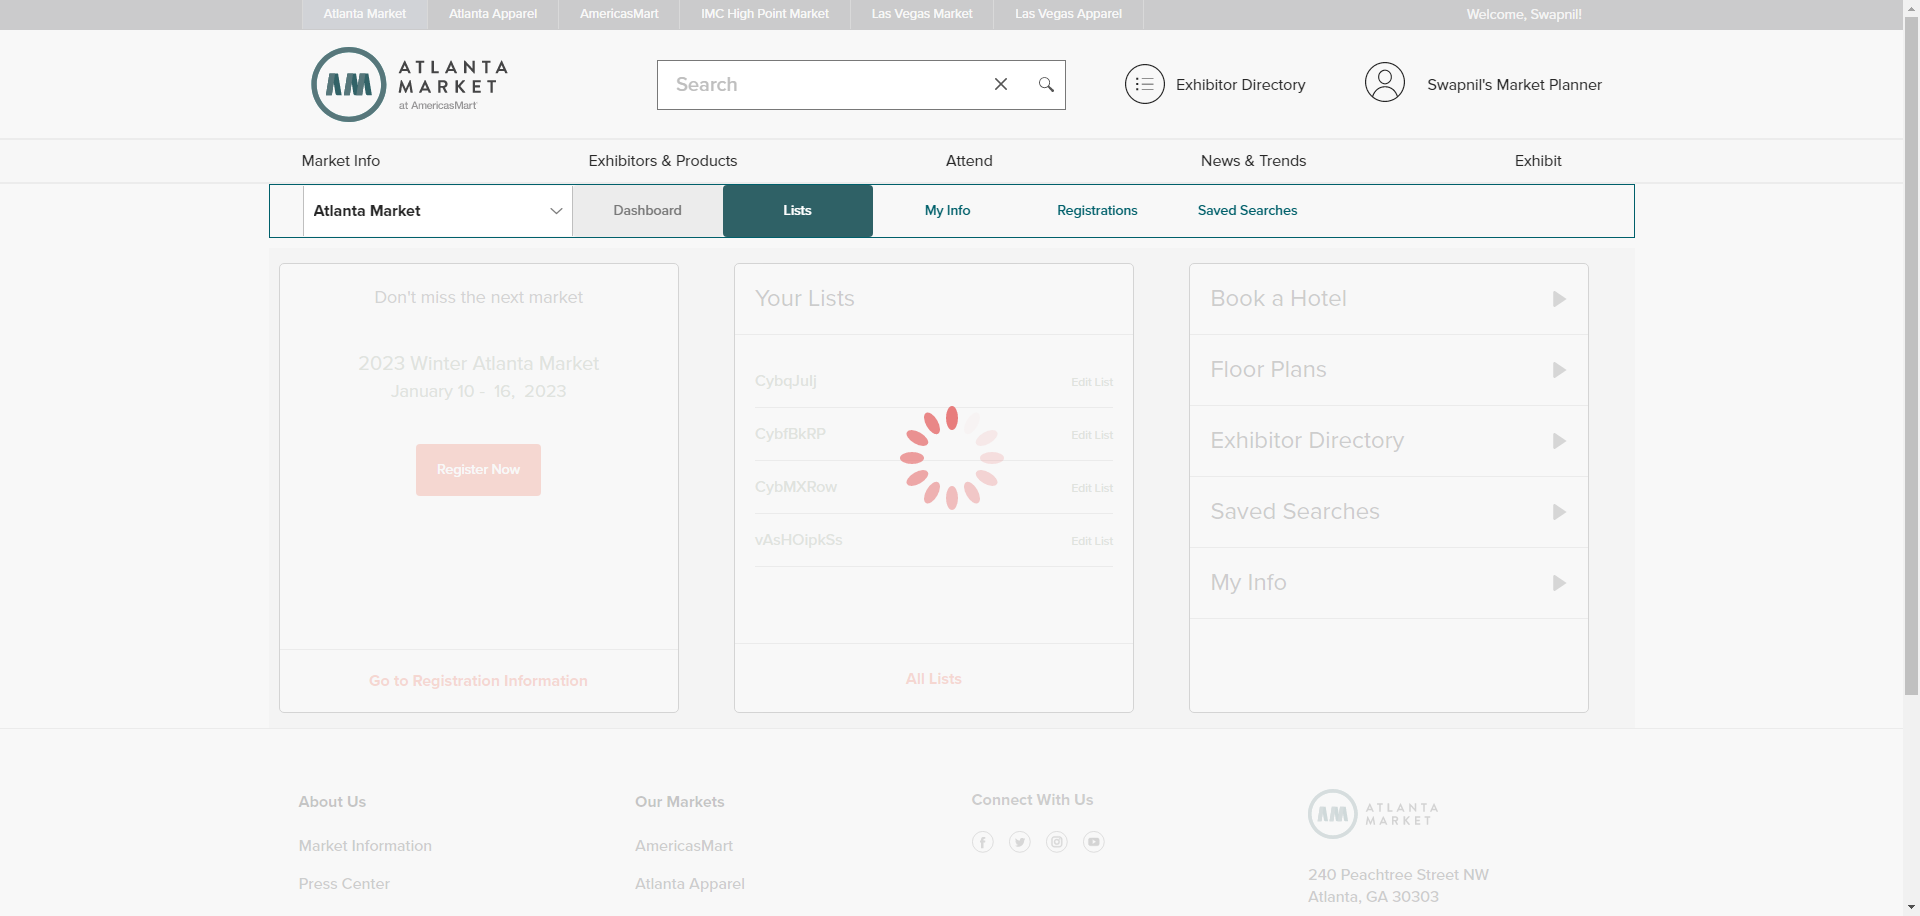 Atlanta Market
Atlanta Apparel
AmericasMart
IMC High Point Market
Las Vegas Market
Las Vegas Apparel
Welcome, Swapnil!
AM
ATLANTA
MARKET
at AmericasMart
Search
Exhibitor Directory
Swapnil's Market Planner
Market Info
Exhibitors & Products
Attend
News & Trends
Exhibit
Atlanta Market
Dashboard
Lists
My Info
Registrations
Saved Searches
Don't miss the next market
2023 Winter Atlanta Market
January 10 - 16, 2023
Register Now
Go to Registration Information
Your Lists
CybqJulj
Edit List
CybfBkRP
Edit List
CybMXRow
Edit List
vAsHOipkSs
Edit List
All Lists
Book a Hotel
Floor Plans
Exhibitor Directory
Saved Searches
My Info
About Us
Market Information
Press Center
Our Markets
AmericasMart
Atlanta Apparel
Connect With Us
AM
ATLANTA
MARKET
240 Peachtree Street NW
Atlanta, GA 30303